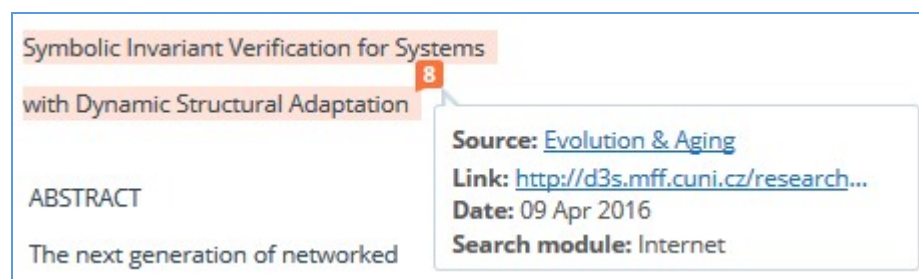 Symbolic Invariant Verification for Systems
8
with Dynamic Structural Adaptation
Source: Evolution & Aging
Link: http://d3s.mff.cuni.cz/research...
Date: 09 Apr 2016
Search module: Internet
ABSTRACT
The next generation of networked